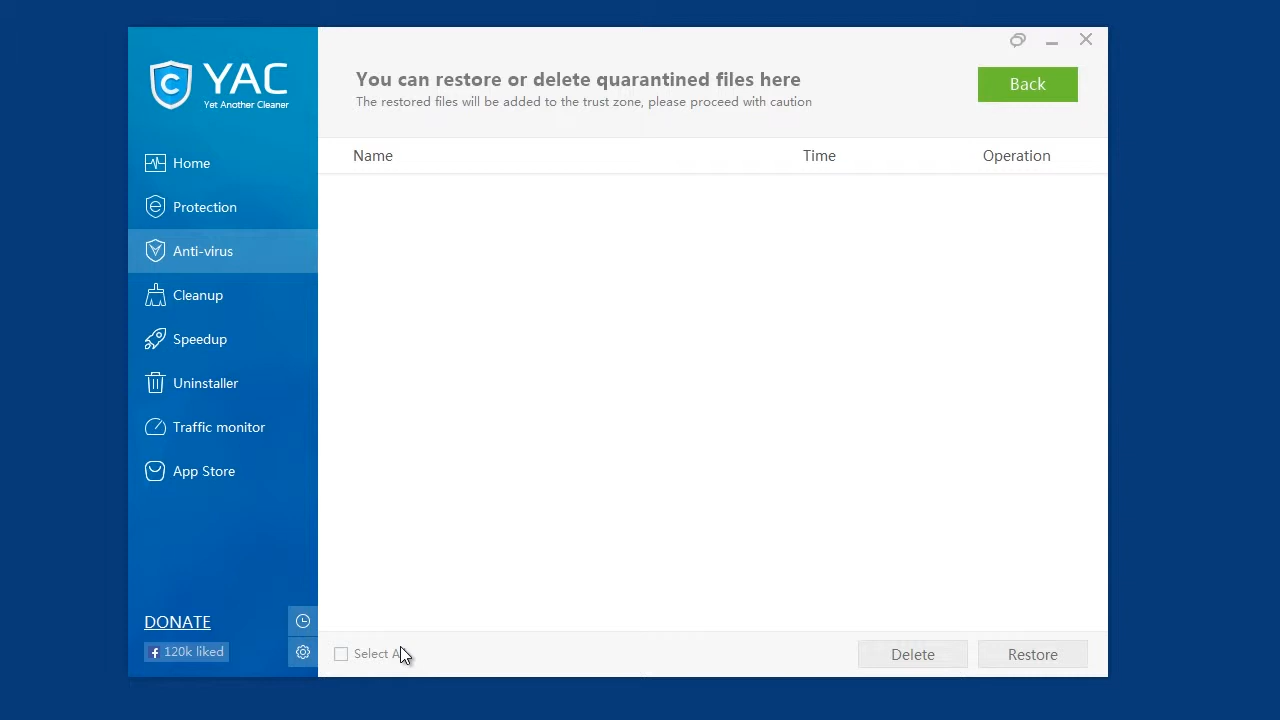 YAC
Yet Another Cleaner
You can restore or delete quarantined files here
The restored files will be added to the trust zone, please proceed with caution
Back
Name Time Operation
Home
Protection
Anti-virus
Cleanup
Speedup
Uninstaller
Traffic monitor
App Store
DONATE
f 120k liked
Select
Delete
Restore